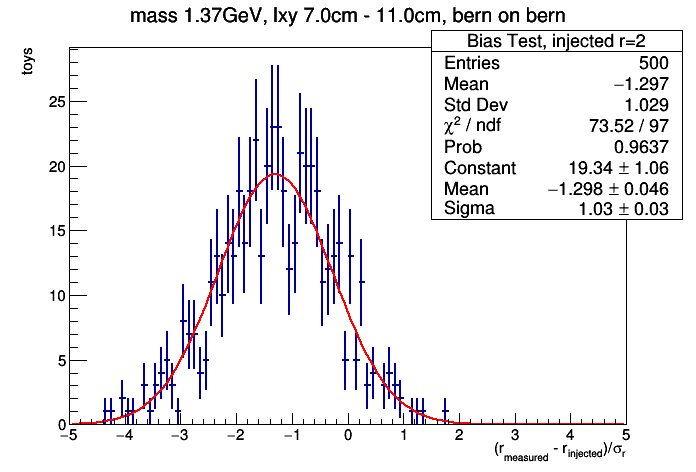 mass 1.37GeV, lxy 7.0cm - 11.0cm, bern on bern
Bias Test, injected r=2
Entries 500
Mean −1.297
Std Dev 1.029
χ² / ndf 73.52 / 97
Prob 0.9637
Constant 19.34 ± 1.06
Mean −1.298 ± 0.046
Sigma 1.03 ± 0.03
toys
25
20
15
10
5
0
−5 −4 −3 −2 −1 0 1 2 3 4 5
(r_measured - r_injected)/σ_r